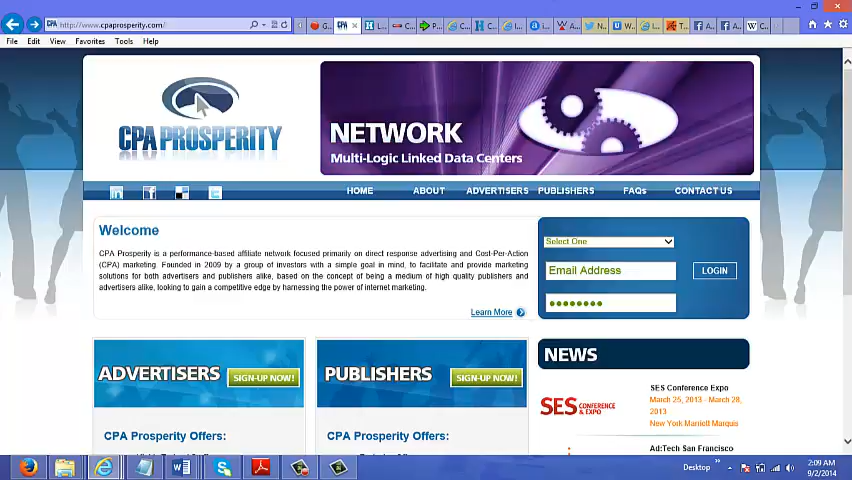 http://www.cpaprosperity.com/
CPA
File Edit View Favorites Tools Help
CPA PROSPERITY
NETWORK
Multi-Logic Linked Data Centers
HOME ABOUT ADVERTISERS PUBLISHERS FAQs CONTACT US
Welcome
CPA Prosperity is a performance-based affiliate network focused primarily on direct response advertising and Cost-Per-Action
(CPA) marketing. Founded in 2009 by a group of investors with a simple goal in mind, to facilitate and provide marketing
solutions for both advertisers and publishers alike, based on the concept of being a medium of high quality publishers and
advertisers alike, looking to gain a competitive edge by harnessing the power of internet marketing.
Learn More
Select One
Email Address
LOGIN
ADVERTISERS SIGN-UP NOW!
PUBLISHERS SIGN-UP NOW!
CPA Prosperity Offers:
CPA Prosperity Offers:
NEWS
SES CONFERENCE & EXPO
SES Conference Expo
March 25, 2013 - March 28,
2013
New York Marriott Marquis
Ad:Tech San Francisco
Desktop
2:09 AM
9/2/2014